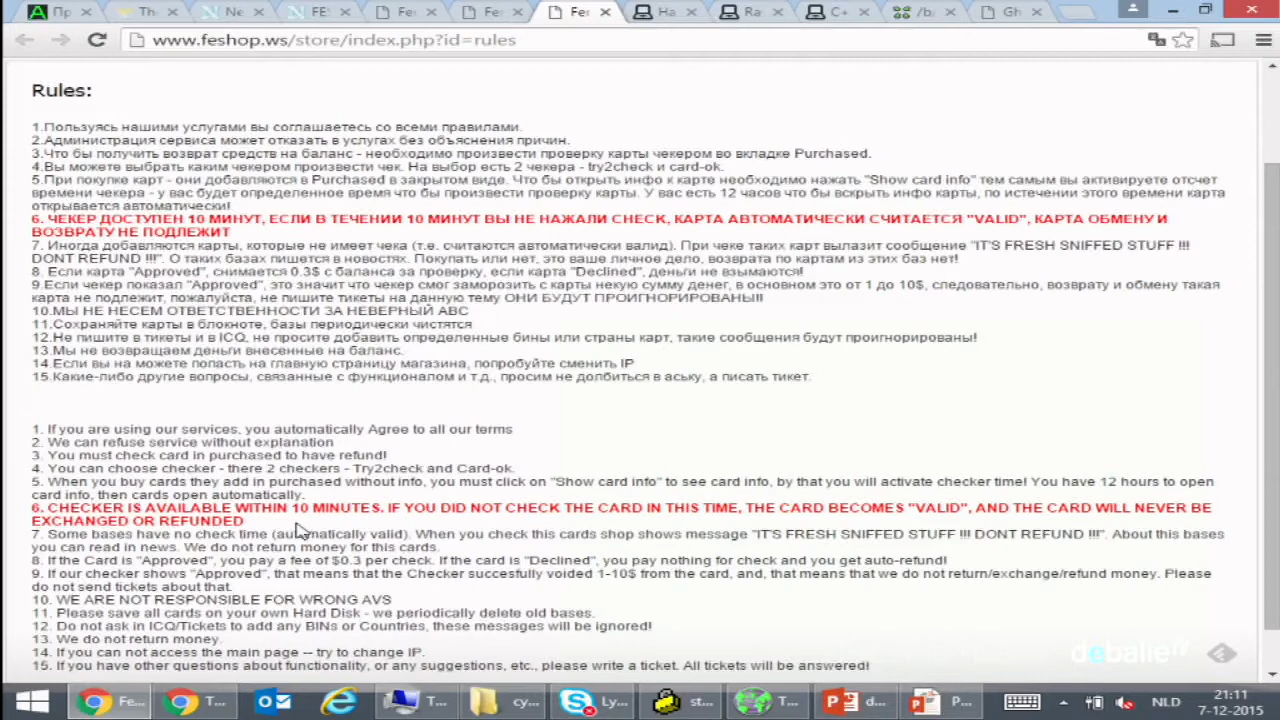 Пр
Th
Ne
FE
Fe
Fe
Fer
Ha
Ra
C+
/b
Gh
www.feshop.ws/store/index.php?id=rules
Rules:
1.Пользуясь нашими услугами вы соглашаетесь со всеми правилами.
2.Администрация сервиса может отказать в услугах без объяснения причин.
3.Что бы получить возврат средств на баланс - необходимо произвести проверку карты чекером во вкладке Purchased.
4.Вы можете выбрать каким чекером произвести чек. На выбор есть 2 чекера - try2check и card-ok.
5.При покупке карт - они добавляются в Purchased в закрытом виде. Что бы открыть инфо к карте необходимо нажать "Show card info" тем самым вы активируете отсчет
времени чекера - у вас будет определенное время что бы произвести проверку карты. У вас есть 12 часов что бы вскрыть инфо карты, по истечении этого времени карта
открывается автоматически!
6. ЧЕКЕР ДОСТУПЕН 10 МИНУТ, ЕСЛИ В ТЕЧЕНИИ 10 МИНУТ ВЫ НЕ НАЖАЛИ CHECK, КАРТА АВТОМАТИЧЕСКИ СЧИТАЕТСЯ "VALID", КАРТА ОБМЕНУ И
ВОЗВРАТУ НЕ ПОДЛЕЖИТ
7. Иногда добавляются карты, которые не имеет чека (т.е. считаются автоматически валид). При чеке таких карт вылазит сообщение "IT'S FRESH SNIFFED STUFF !!!
DONT REFUND !!!". О таких базах пишется в новостях. Покупать или нет, это ваше личное дело, возврата по картам из этих баз нет!
8. Если карта "Approved", снимается 0.3$ с баланса за проверку, если карта "Declined", деньги не взымаются!
9.Если чекер показал "Approved", это значит что чекер смог заморозить с карты некую сумму денег, в основном это от 1 до 10$, следовательно, возврату и обмену такая
карта не подлежит, пожалуйста, не пишите тикеты на данную тему ОНИ БУДУТ ПРОИГНОРИРОВАНЫ!!!
10.МЫ НЕ НЕСЕМ ОТВЕТСТВЕННОСТИ ЗА НЕВЕРНЫЙ АВС
11.Сохраняйте карты в блокноте, базы периодически чистятся
12.Не пишите в тикеты и в ICQ, не просите добавить определенные бины или страны карт, такие сообщения будут проигнорированы!
13.Мы не возвращаем деньги внесенные на баланс.
14.Если вы на можете попасть на главную страницу магазина, попробуйте сменить IP
15.Какие-либо другие вопросы, связанные с функционалом и т.д., просим не долбиться в аську, а писать тикет.
1. If you are using our services, you automatically Agree to all our terms
2. We can refuse service without explanation
3. You must check card in purchased to have refund!
4. You can choose checker - there 2 checkers - Try2check and Card-ok.
5. When you buy cards they add in purchased without info, you must click on "Show card info" to see card info, by that you will activate checker time! You have 12 hours to open
card info, then cards open automatically.
6. CHECKER IS AVAILABLE WITHIN 10 MINUTES. IF YOU DID NOT CHECK THE CARD IN THIS TIME, THE CARD BECOMES "VALID", AND THE CARD WILL NEVER BE
EXCHANGED OR REFUNDED
7. Some bases have no check time (automatically valid). When you check this cards shop shows message "IT'S FRESH SNIFFED STUFF !!! DONT REFUND !!!". About this bases
you can read in news. We do not return money for this cards.
8. If the Card is "Approved", you pay a fee of $0.3 per check. If the card is "Declined", you pay nothing for check and you get auto-refund!
9. If our checker shows "Approved", that means that the Checker succesfully voided 1-10$ from the card, and, that means that we do not return/exchange/refund money. Please
do not send tickets about that.
10. WE ARE NOT RESPONSIBLE FOR WRONG AVS
11. Please save all cards on your own Hard Disk - we periodically delete old bases.
12. Do not ask in ICQ/Tickets to add any BINs or Countries, these messages will be ignored!
13. We do not return money.
14. If you can not access the main page -- try to change IP.
15. If you have other questions about functionality, or any suggestions, etc., please write a ticket. All tickets will be answered!
Fe...
T...
T...
cy...
Ly...
st...
T...
d...
P...
NLD
21:11
7-12-2015